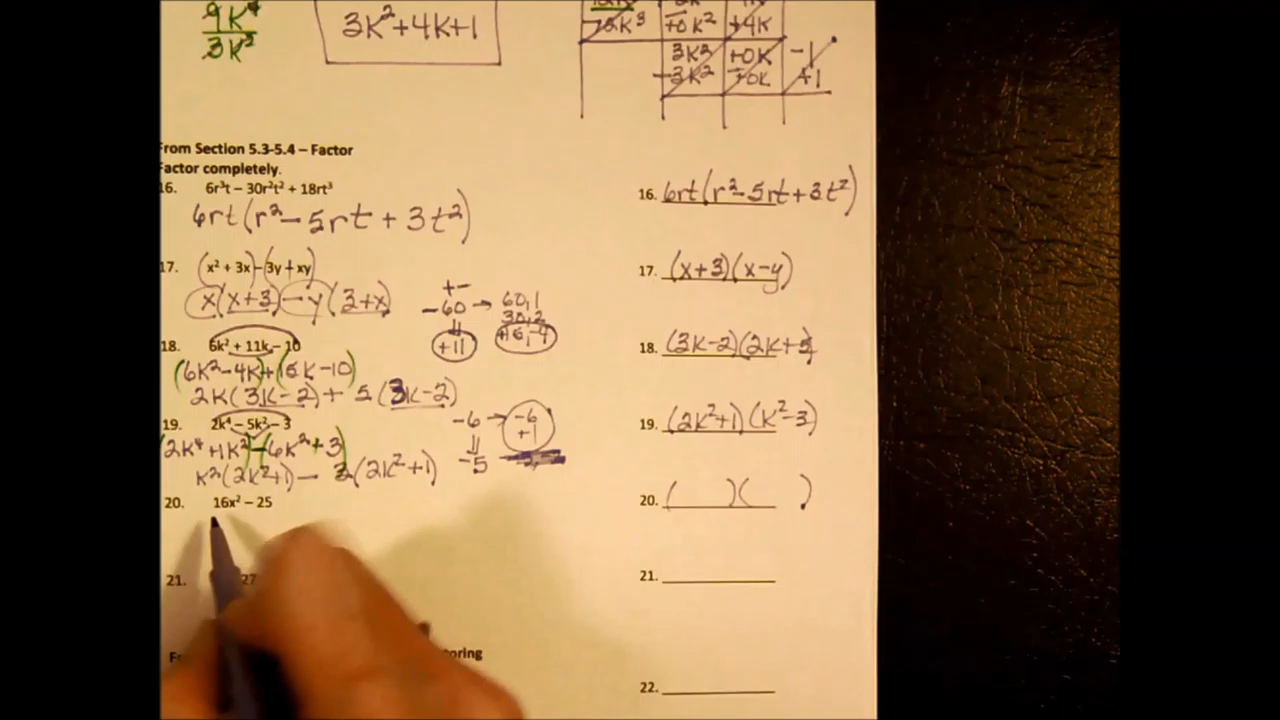 9K⁴
3K²
3K²+4K+1
-12K³
+0K²
+4K
3K²
+0K
-1
-3K²
+0K
+1
From Section 5.3-5.4 – Factor
Factor completely.
16. 6r³t – 30r²t² + 18rt³
6rt(r²-5rt+3t²)
16. 6rt(r²-5rt+3t²)
17. (x² + 3x)-(3y + xy)
x(x+3)-y(3+x)
17. (x+3)(x-y)
+-
-60 → 60,1
30,2
=
+11
+15,-4
18. 6k² + 11k – 10
(6K²-4K)+(15K-10)
2K(3K-2)+5(3K-2)
18. (3K-2)(2K+5)
19. 2k⁴ – 5k² – 3
(2K⁴+1K²)-(6K²+3)
K²(2K²+1)-3(2K²+1)
-6 → -6
+1
=
-5
19. (2K²+1)(K²-3)
20. 16x² – 25
20. ( )( )
21. 27
21.
oring
22.